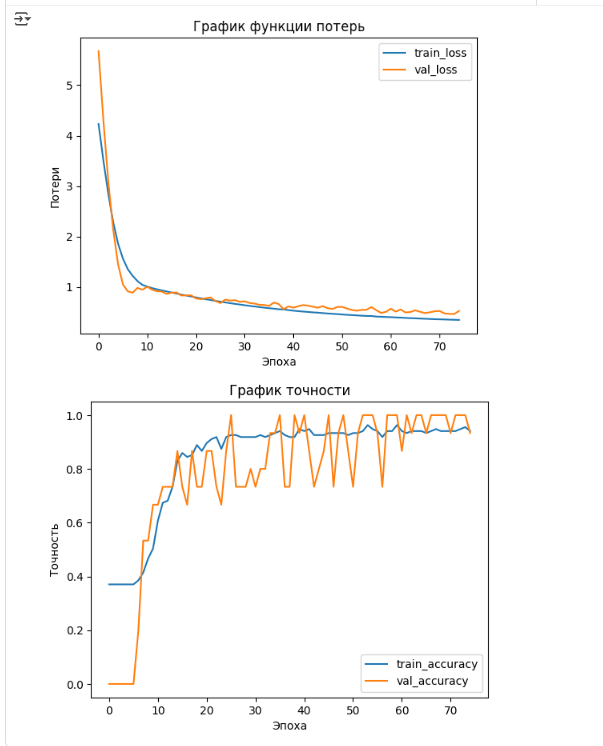 График функции потерь
train_loss
val_loss
5
4
3
2
1
Потери
0 10 20 30 40 50 60 70
Эпоха
График точности
1.0
0.8
0.6
0.4
0.2
0.0
Точность
train_accuracy
val_accuracy
0 10 20 30 40 50 60 70
Эпоха